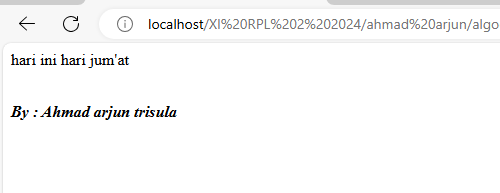 localhost/XI%20RPL%202%202024/ahmad%20arjun/algo
hari ini hari jum'at
By : Ahmad arjun trisula